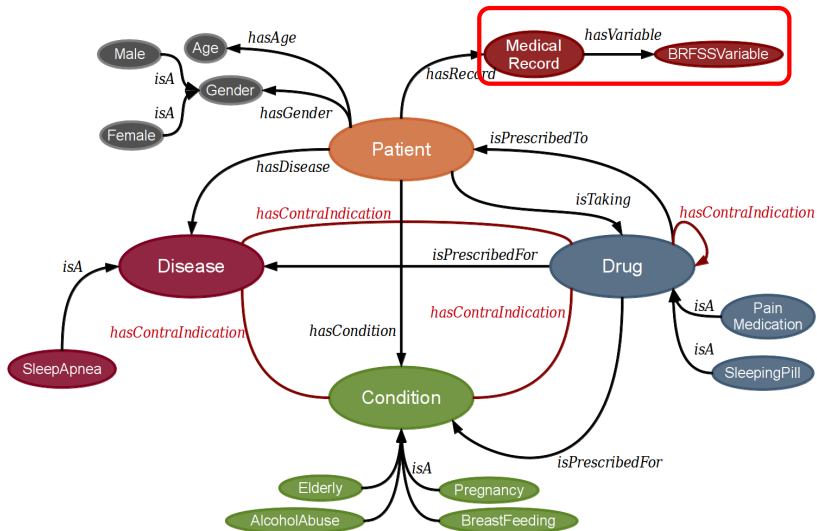 hasAge
hasVariable
Male
Age
Medical
Record
BRFSSVariable
isA
hasRecord
Gender
isA
hasGender
Female
isPrescribedTo
Patient
hasDisease
isTaking
hasContraIndication
hasContraIndication
isPrescribedFor
Disease
Drug
isA
isA
Pain
Medication
hasContraIndication
hasCondition
hasContraIndication
isA
SleepApnea
SleepingPill
Condition
isPrescribedFor
isA
Elderly
Pregnancy
AlcoholAbuse
BreastFeeding